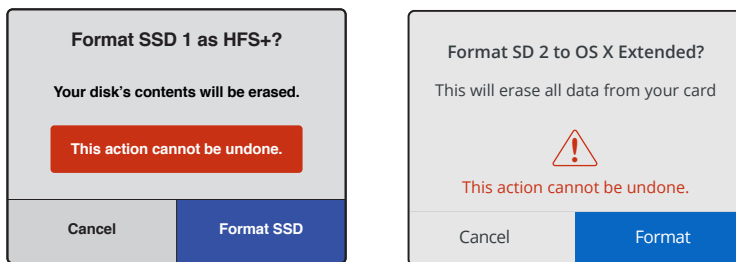 Format SSD 1 as HFS+?
Your disk's contents will be erased.
This action cannot be undone.
Cancel
Format SSD
Format SD 2 to OS X Extended?
This will erase all data from your card
This action cannot be undone.
Cancel
Format